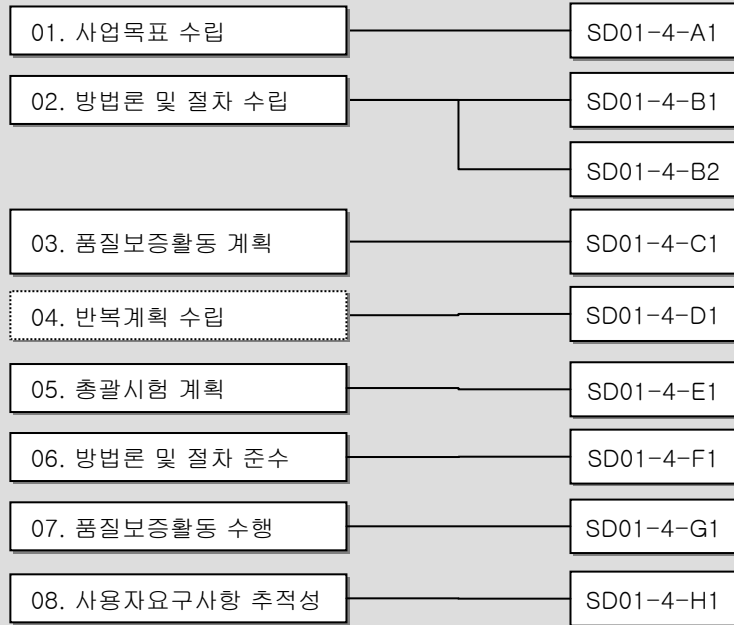 01. 사업목표 수립
SD01-4-A1
02. 방법론 및 절차 수립
SD01-4-B1
SD01-4-B2
03. 품질보증활동 계획
SD01-4-C1
04. 반복계획 수립
SD01-4-D1
05. 총괄시험 계획
SD01-4-E1
06. 방법론 및 절차 준수
SD01-4-F1
07. 품질보증활동 수행
SD01-4-G1
08. 사용자요구사항 추적성
SD01-4-H1